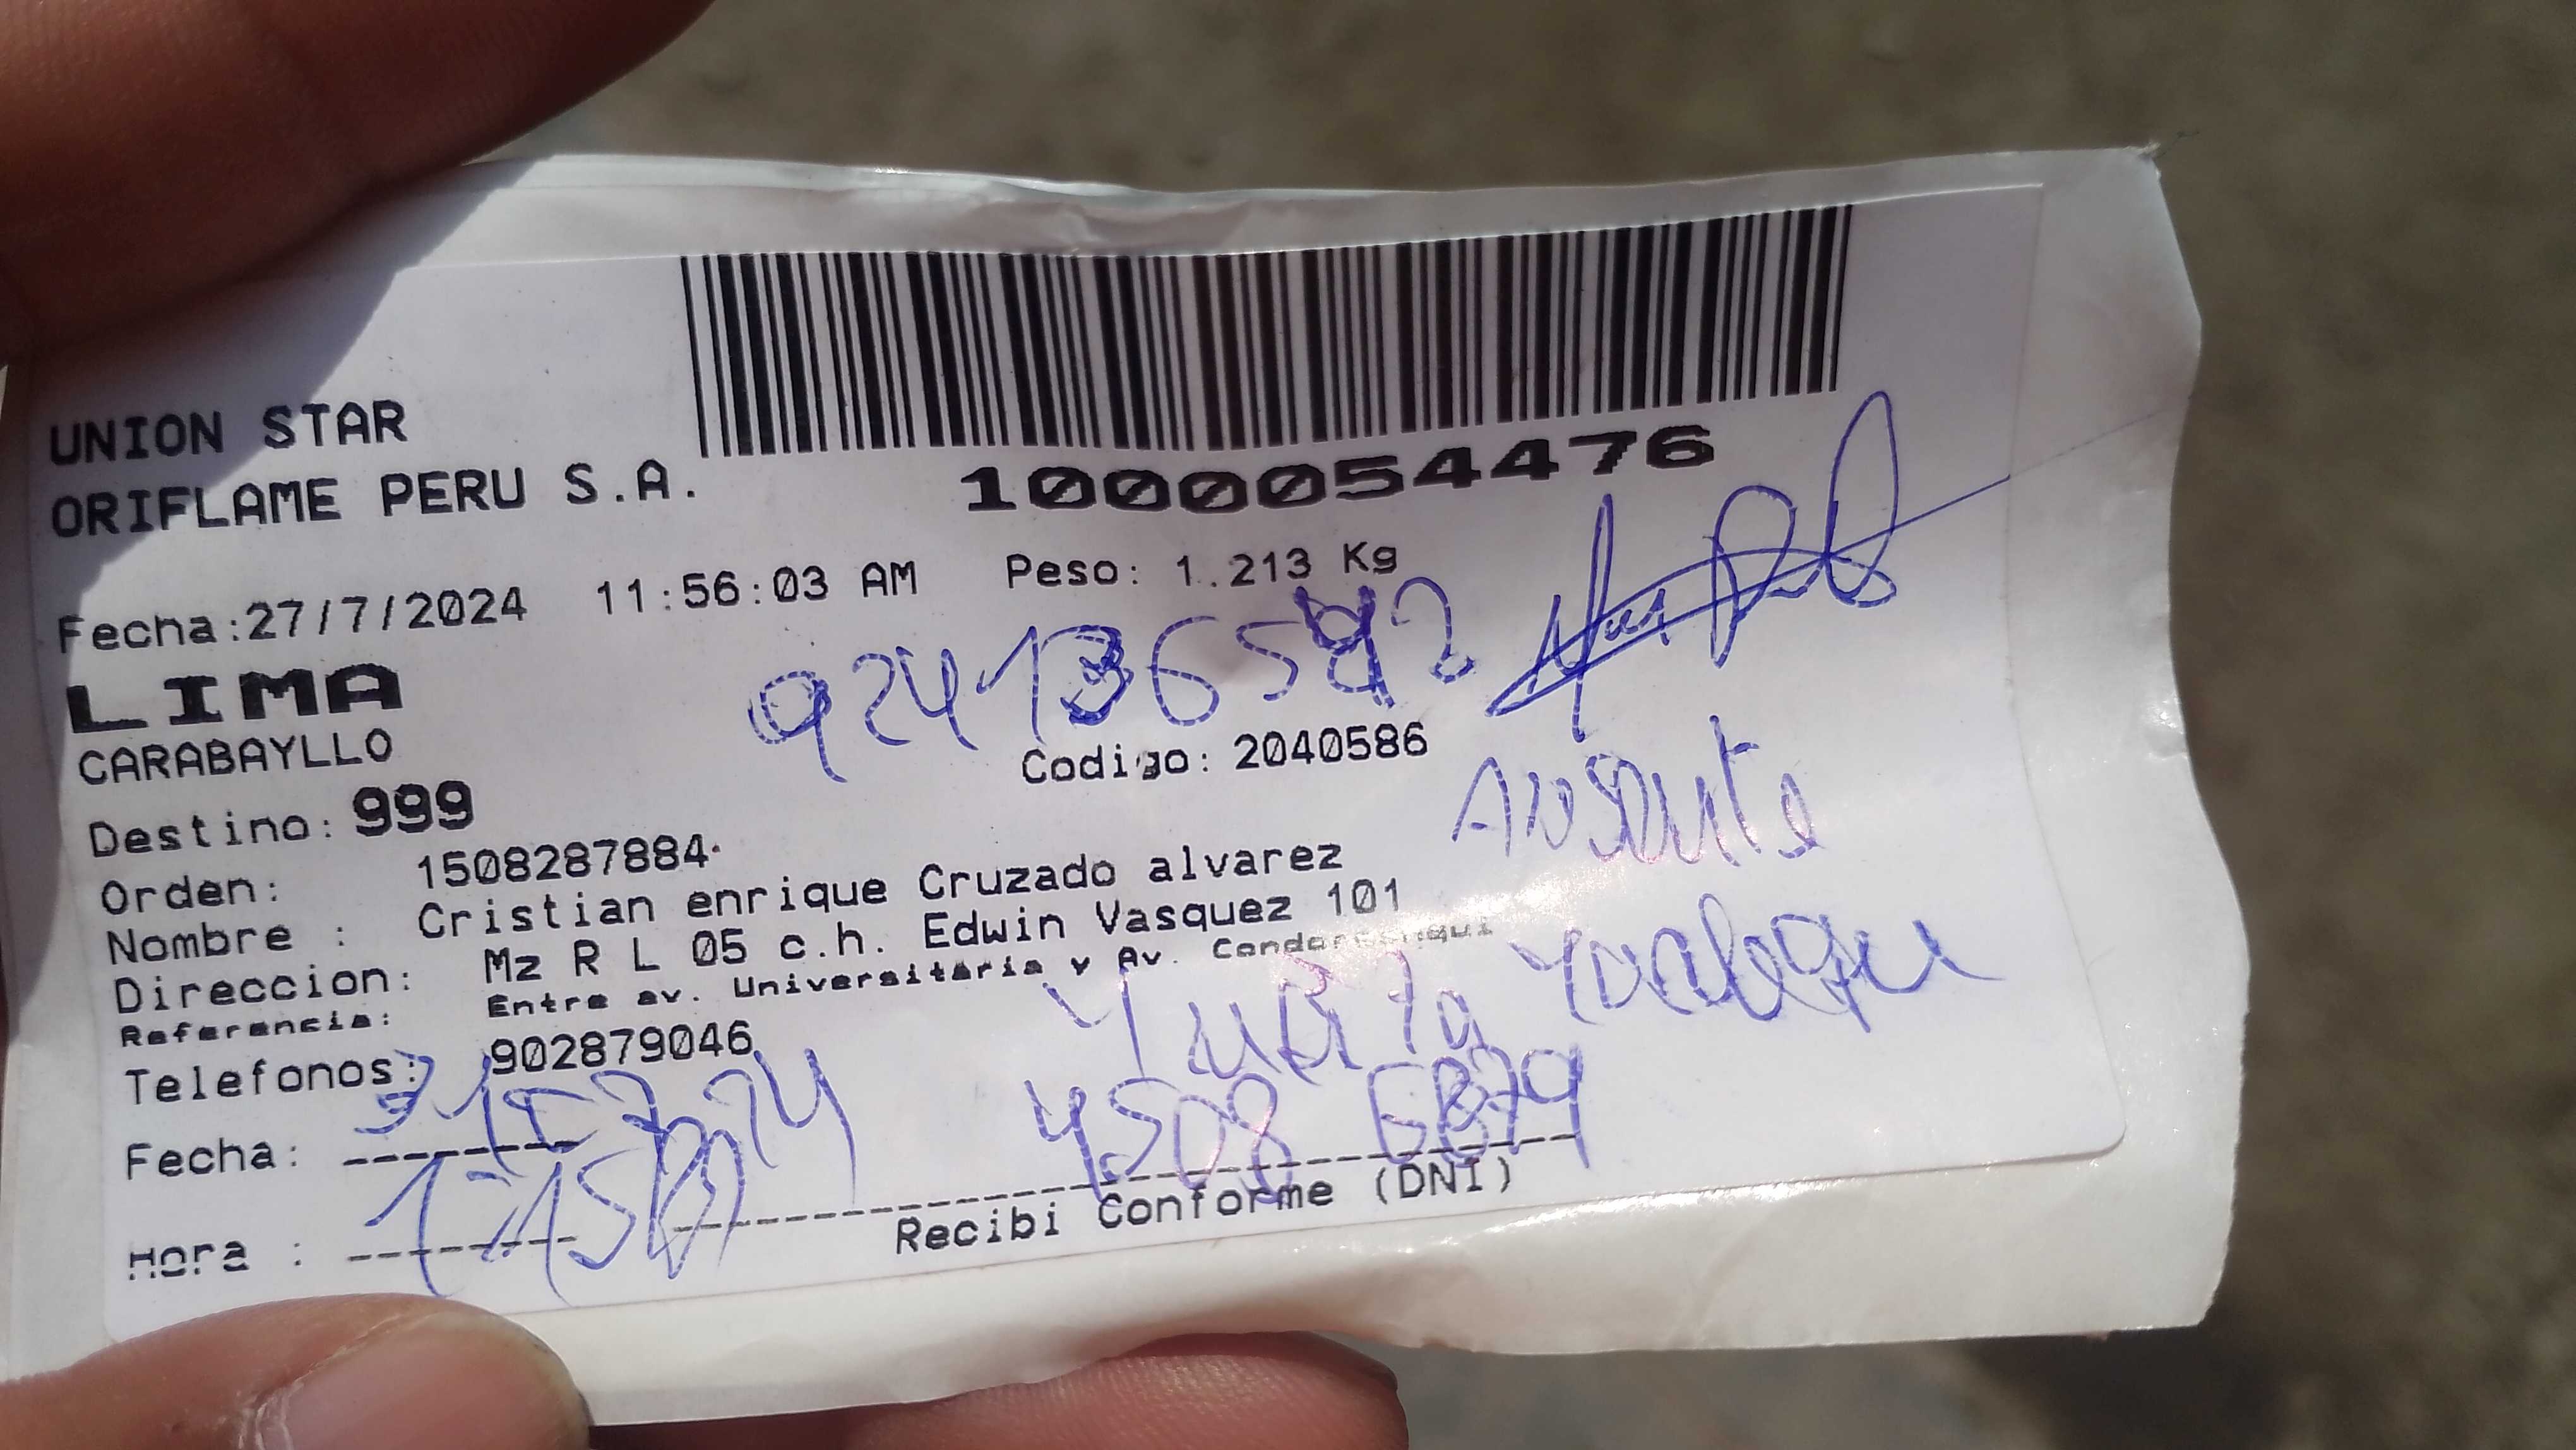 UNION STAR
ORIFLAME PERU S.A.
1000054476
Fecha:27/7/2024 11:56:03 AM Peso: 1.213 Kg
LIMA
CARABAYLLO
Codigo: 2040586
Destino: 999
Orden: 1508287884
Nombre : Cristian enrique Cruzado alvarez
Direccion: Mz R L 05 c.h. Edwin Vasquez 101
Referencia: Entre av. Universitaria y Av.
Telefonos: 902879046
Fecha:
4508 6879
Hora :
Recibi Conforme (DNI)